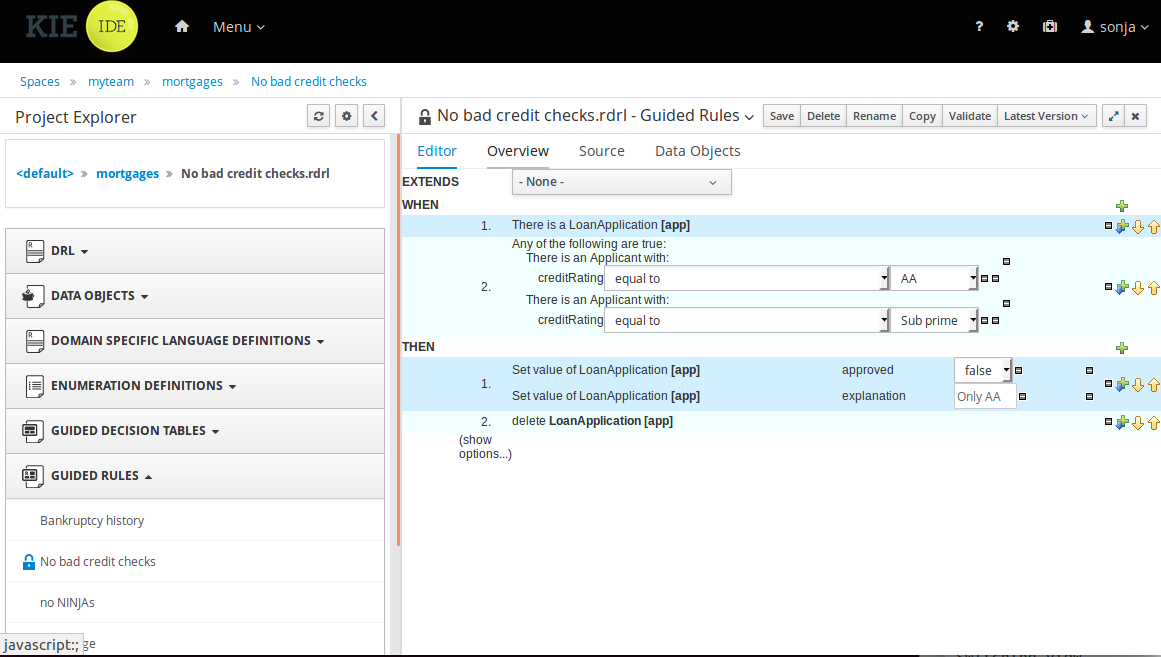 KIE IDE Menu ? sonja
Spaces » myteam » mortgages » No bad credit checks
Project Explorer
<default> » mortgages » No bad credit checks.rdrl
DRL
DATA OBJECTS
DOMAIN SPECIFIC LANGUAGE DEFINITIONS
ENUMERATION DEFINITIONS
GUIDED DECISION TABLES
GUIDED RULES
Bankruptcy history
No bad credit checks
no NINJAs
javascript:;
No bad credit checks.rdrl - Guided Rules Save Delete Rename Copy Validate Latest Version
Editor Overview Source Data Objects
EXTENDS - None -
WHEN
1. There is a LoanApplication [app]
2. Any of the following are true:
There is an Applicant with:
creditRating equal to AA
There is an Applicant with:
creditRating equal to Sub prime
THEN
1. Set value of LoanApplication [app] approved false
Set value of LoanApplication [app] explanation Only AA
2. delete LoanApplication [app]
(show
options...)